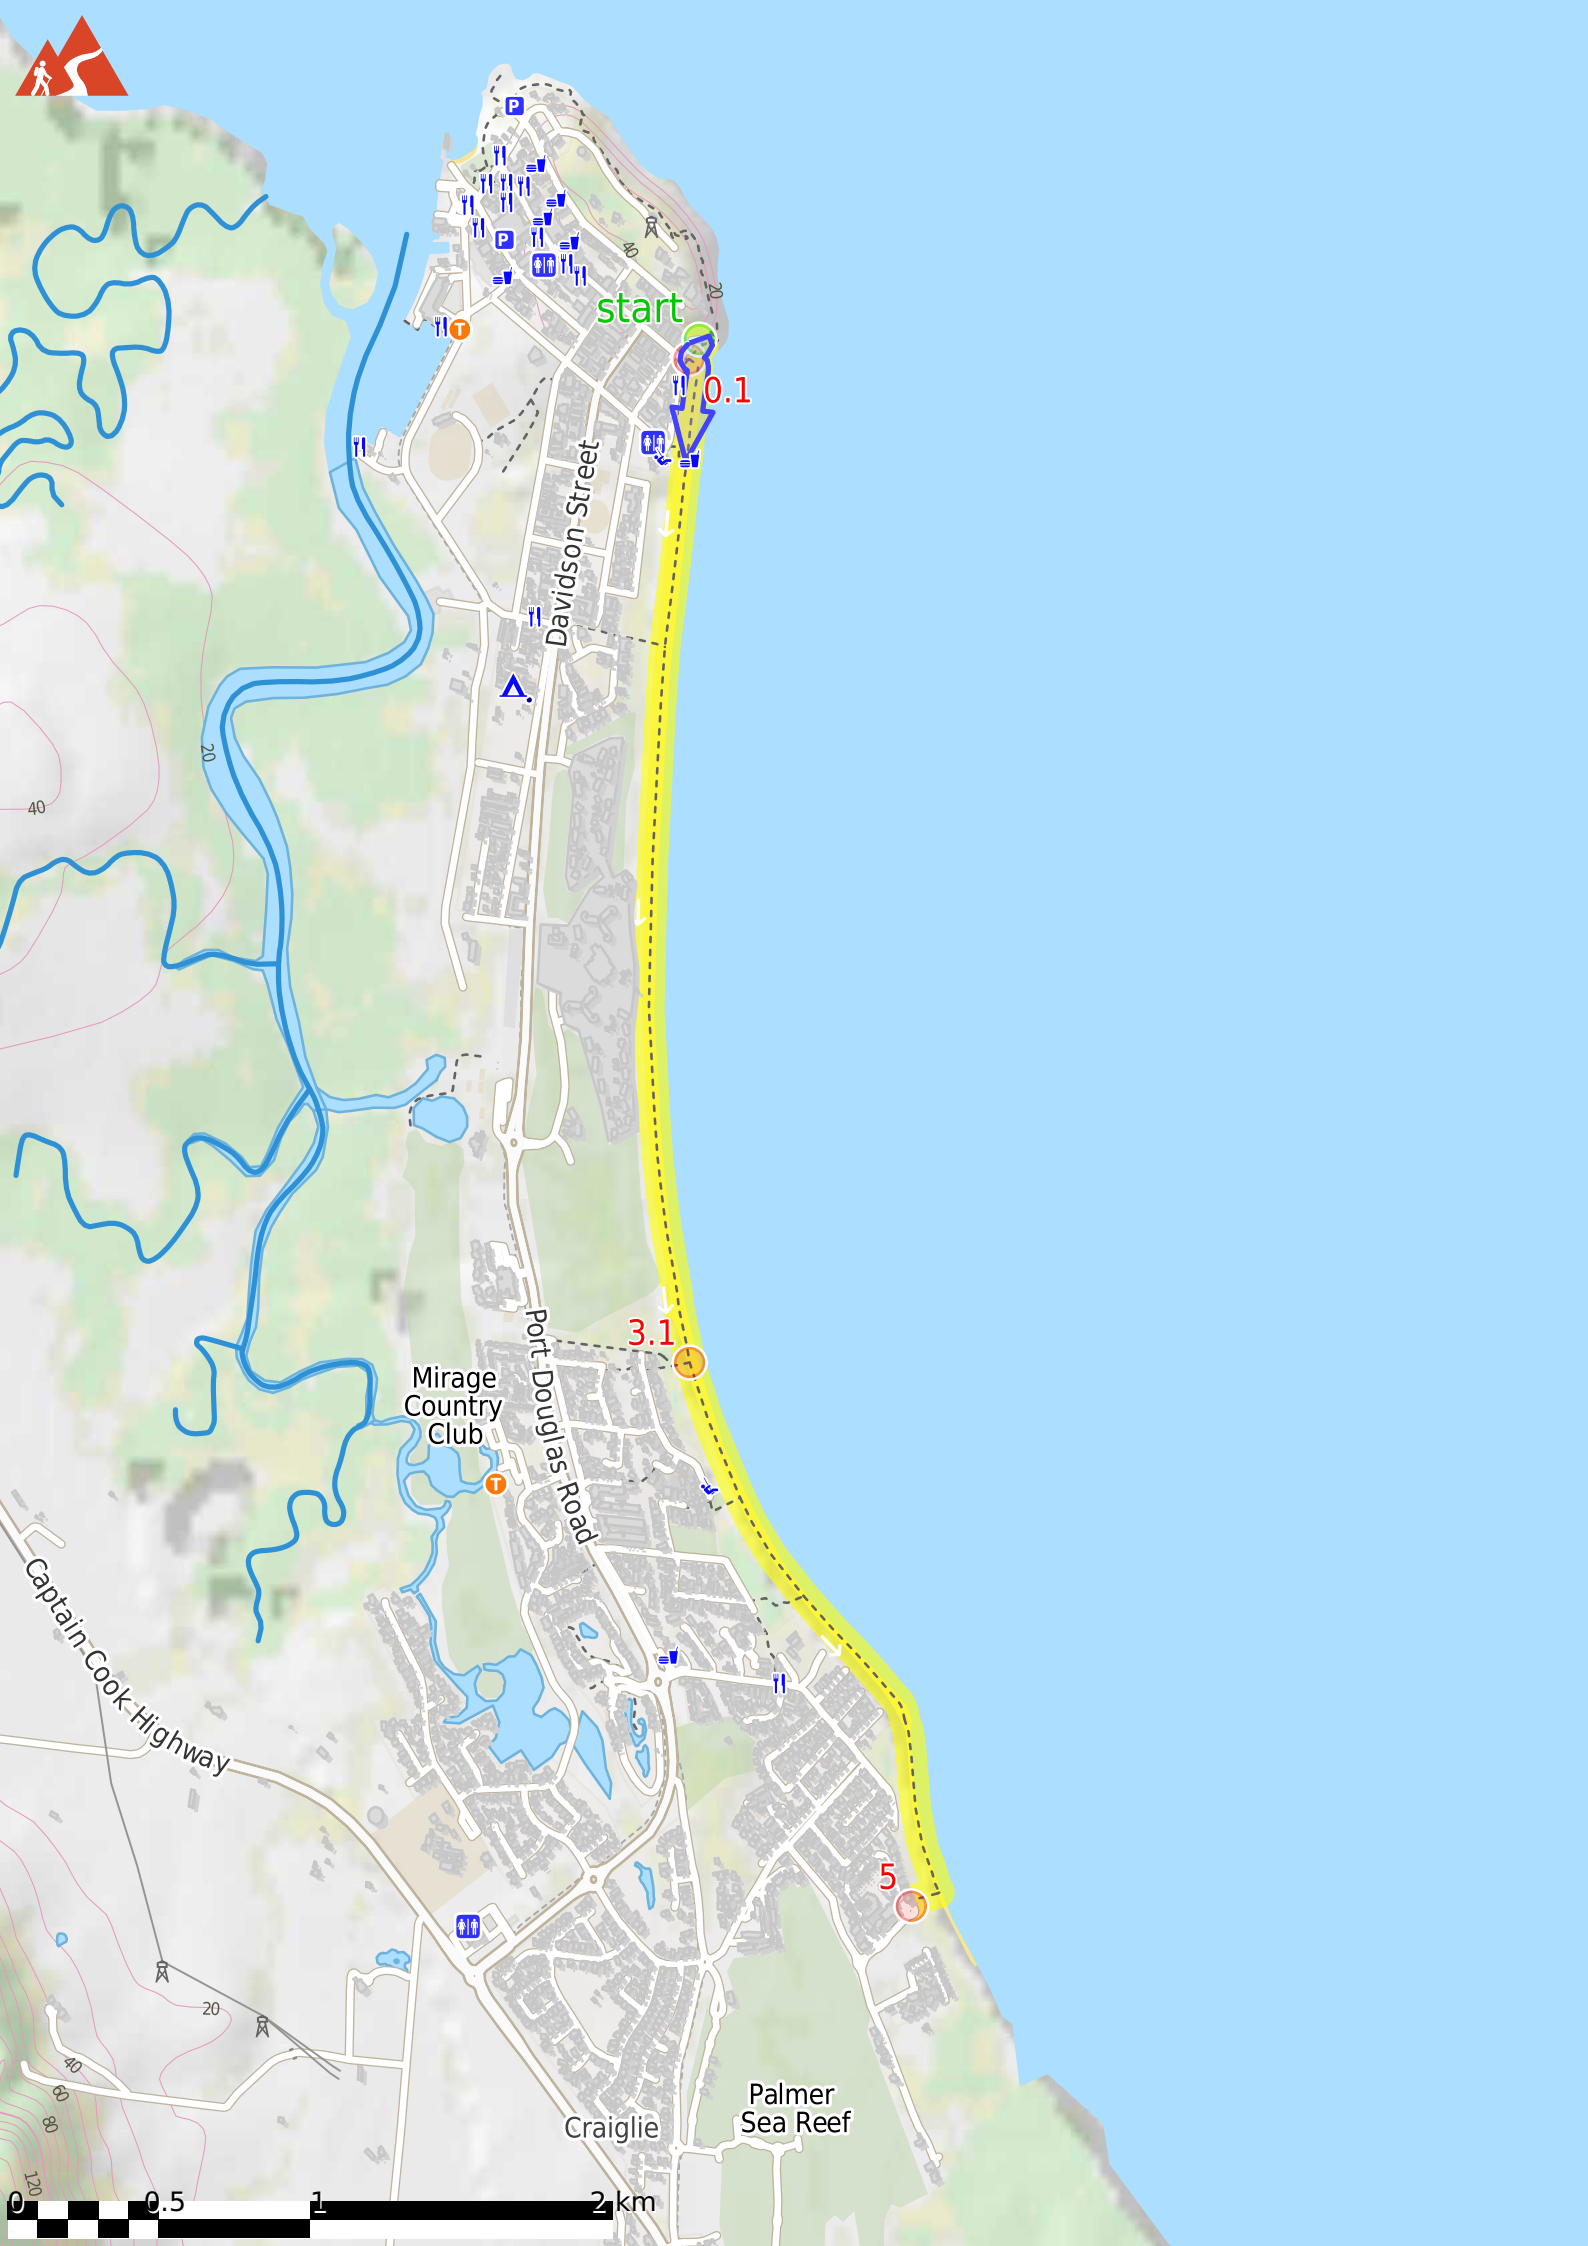 P
P
40
20
start
T
0.1
Davidson Street
20
40
3.1
Port Douglas Road
Mirage
Country
Club
T
Captain Cook Highway
5
20
40
60
80
120
Palmer
Sea Reef
Craiglie
0 0.5 1 2 km